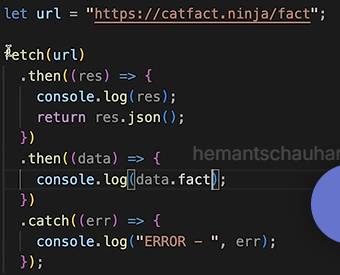 let url = "https://catfact.ninja/fact";
fetch(url)
  .then((res) => {
    console.log(res);
    return res.json();
  })
  .then((data) => {
hemantschauhan
    console.log(data.fact);
  })
  .catch((err) => {
    console.log("ERROR - ", err);
  });